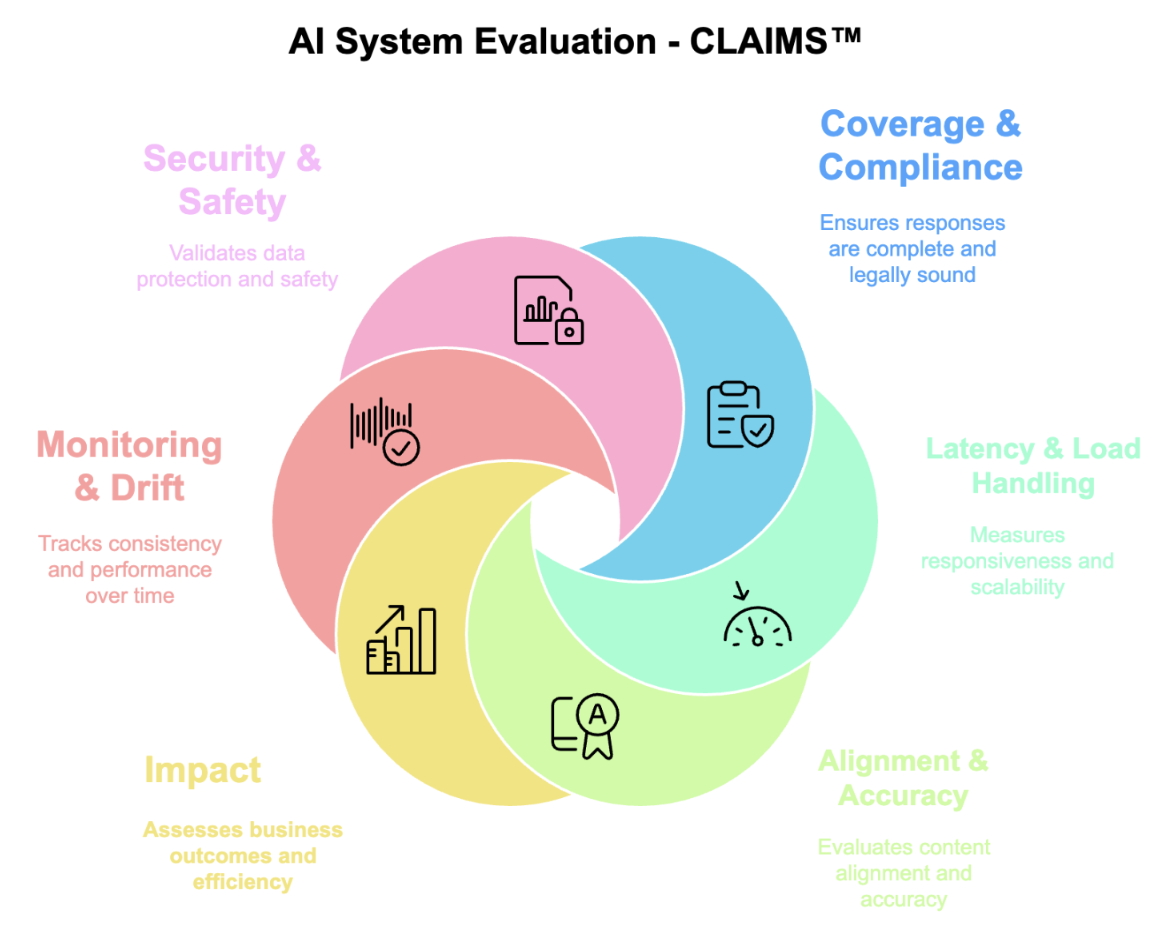 AI System Evaluation - CLAIMS™
Coverage &
Compliance
Ensures responses
are complete and
legally sound
Latency & Load
Handling
Measures
responsiveness and
scalability
Alignment &
Accuracy
Evaluates content
alignment and
accuracy
Impact
Assesses business
outcomes and
efficiency
Monitoring
& Drift
Tracks consistency
and performance
over time
Security &
Safety
Validates data
protection and safety
A